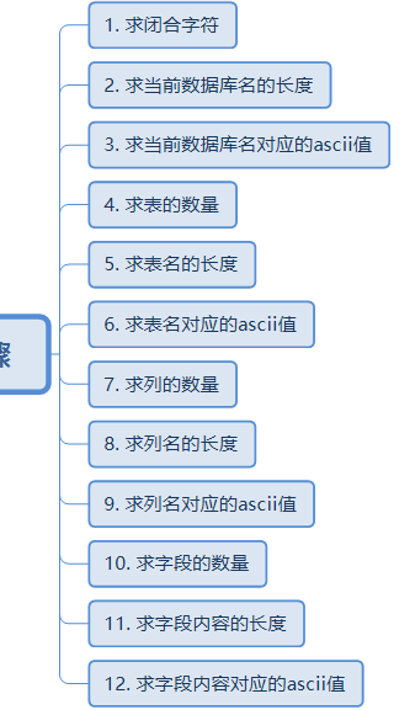 1. 求闭合字符
2. 求当前数据库名的长度
3. 求当前数据库名对应的ascii值
4. 求表的数量
5. 求表名的长度
6. 求表名对应的ascii值
骤
7. 求列的数量
8. 求列名的长度
9. 求列名对应的ascii值
10. 求字段的数量
11. 求字段内容的长度
12. 求字段内容对应的ascii值